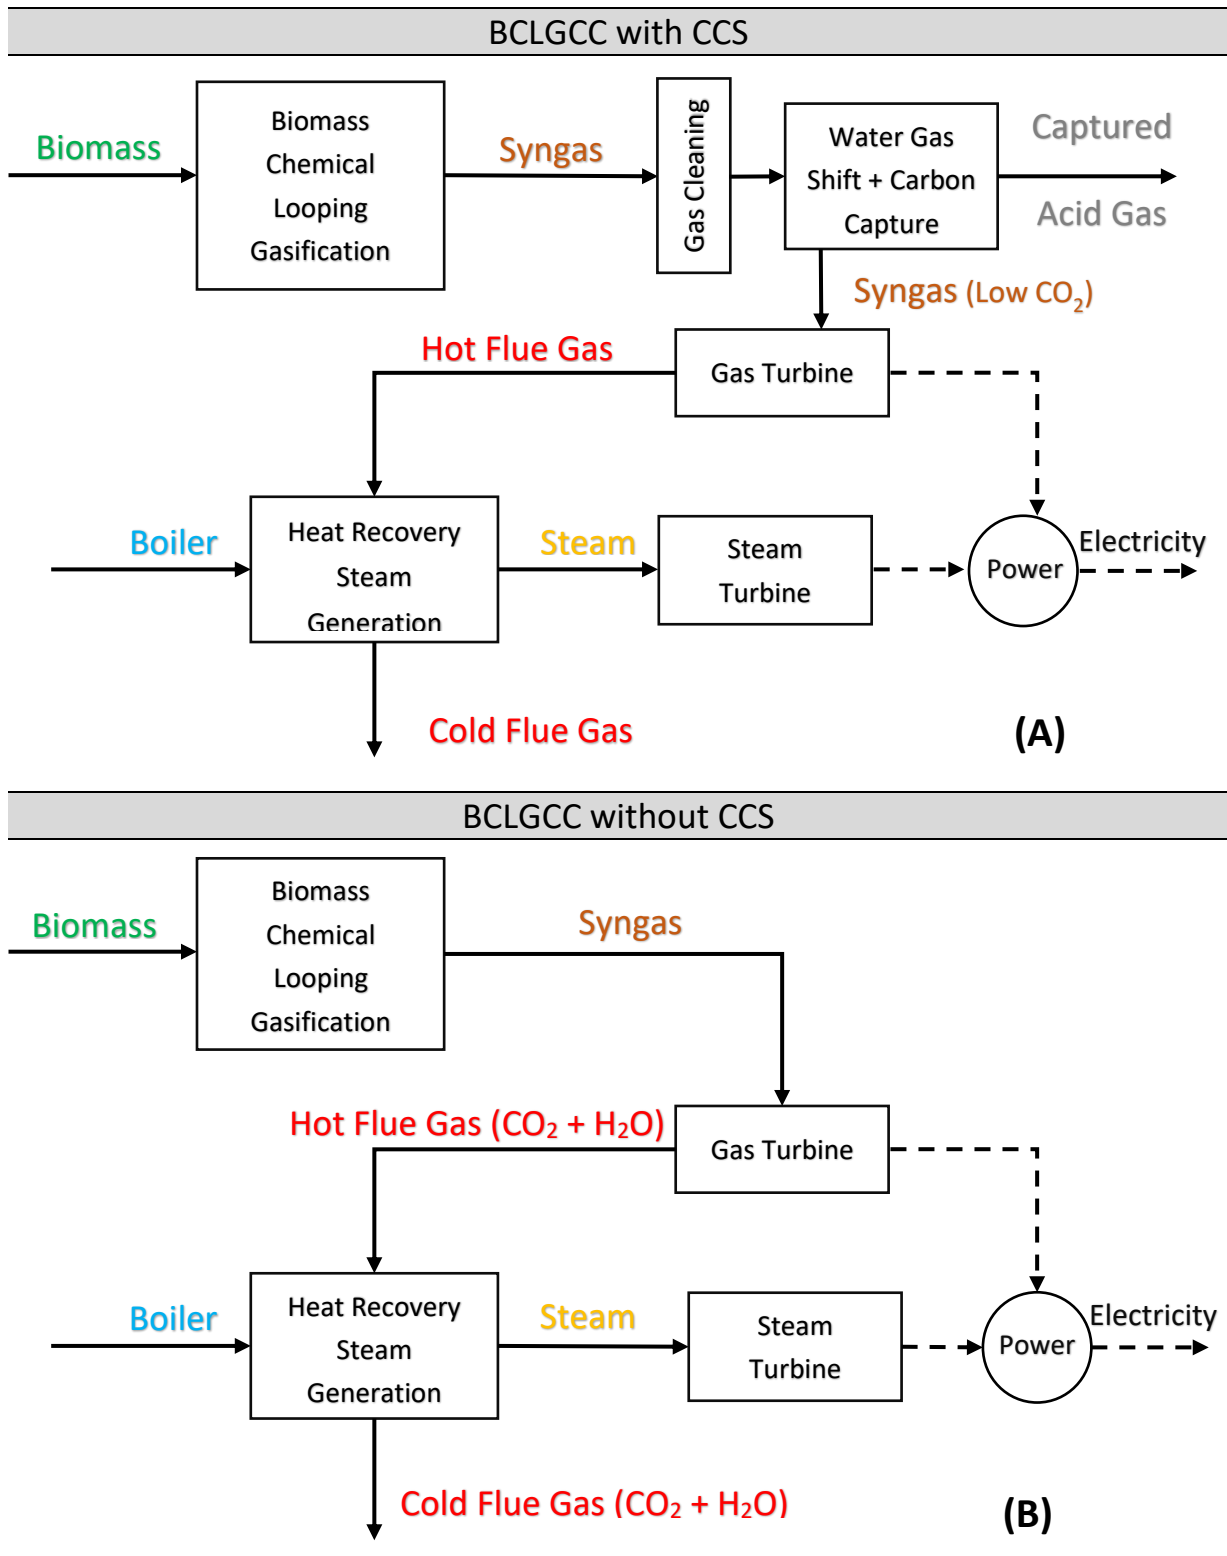 BCLGCC with CCS
Biomass
Biomass
Chemical
Looping
Gasification
Syngas
Gas Cleaning
Water Gas
Shift + Carbon
Capture
Captured
Acid Gas
Syngas (Low CO₂)
Hot Flue Gas
Gas Turbine
Boiler
Heat Recovery
Steam
Generation
Steam
Steam
Turbine
Power
Electricity
Cold Flue Gas
(A)
BCLGCC without CCS
Biomass
Biomass
Chemical
Looping
Gasification
Syngas
Hot Flue Gas (CO₂ + H₂O)
Gas Turbine
Boiler
Heat Recovery
Steam
Generation
Steam
Steam
Turbine
Power
Electricity
Cold Flue Gas (CO₂ + H₂O)
(B)